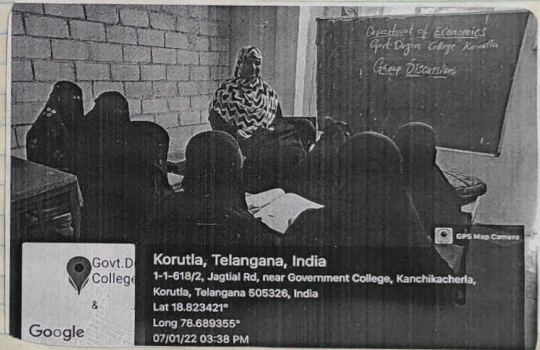 Department of Economics
Govt Degree College Korutla
Group Discussion
GPS Map Camera
Govt.De
College
&
Google
Korutla, Telangana, India
1-1-618/2, Jagtial Rd, near Government College, Kanchikacherla,
Korutla, Telangana 505326, India
Lat 18.823421°
Long 78.689355°
07/01/22 03:38 PM